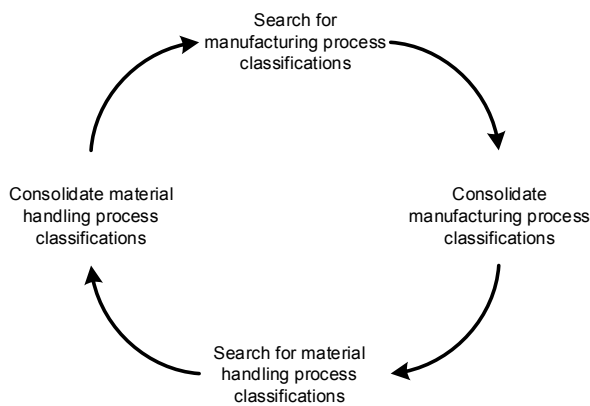 Search for
manufacturing process
classifications
Consolidate
manufacturing process
classifications
Search for material
handling process
classifications
Consolidate material
handling process
classifications